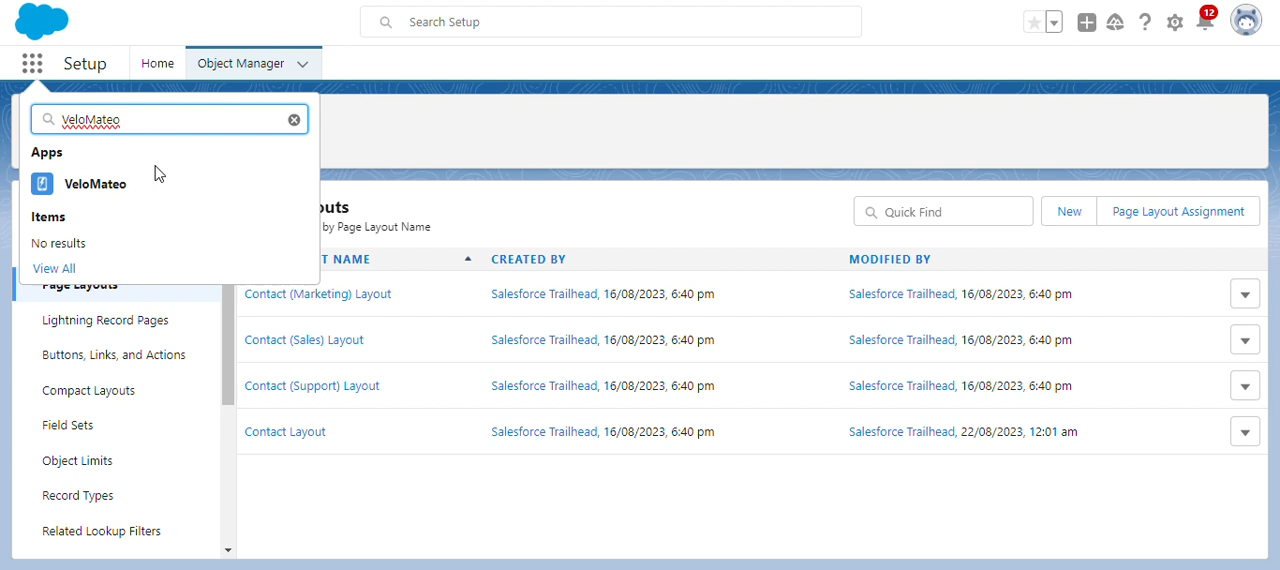 Search Setup
12
Setup
Home
Object Manager
VeloMateo
Apps
VeloMateo
Items
No results
View All
Page Layouts
Lightning Record Pages
Buttons, Links, and Actions
Compact Layouts
Field Sets
Object Limits
Record Types
Related Lookup Filters
by Page Layout Name
Quick Find
New
Page Layout Assignment
NAME CREATED BY MODIFIED BY
Contact (Marketing) Layout Salesforce Trailhead, 16/08/2023, 6:40 pm Salesforce Trailhead, 16/08/2023, 6:40 pm
Contact (Sales) Layout Salesforce Trailhead, 16/08/2023, 6:40 pm Salesforce Trailhead, 16/08/2023, 6:40 pm
Contact (Support) Layout Salesforce Trailhead, 16/08/2023, 6:40 pm Salesforce Trailhead, 16/08/2023, 6:40 pm
Contact Layout Salesforce Trailhead, 16/08/2023, 6:40 pm Salesforce Trailhead, 22/08/2023, 12:01 am